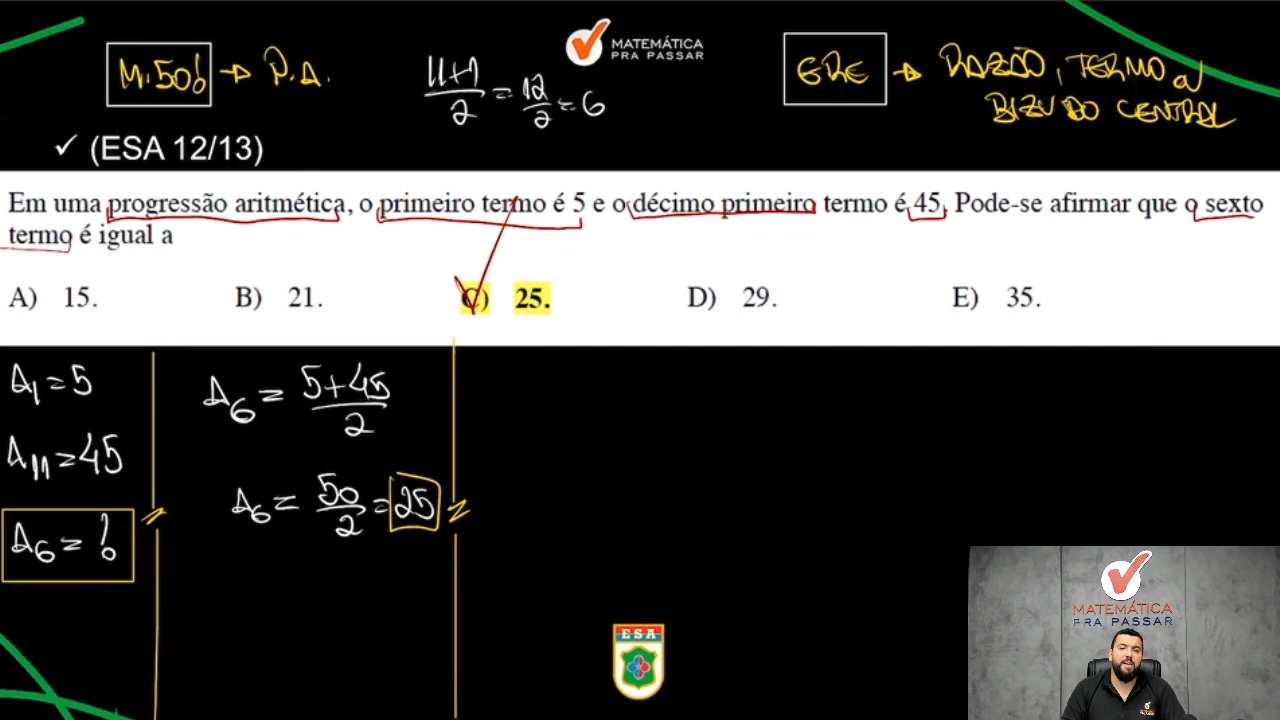 M.50! → P.A.
11+1/2 = 12/2 = 6
MATEMÁTICA
PRA PASSAR
GRE → RAZÃO, TERMO OU
BIZU DO CENTRAL
✓ (ESA 12/13)
Em uma progressão aritmética, o primeiro termo é 5 e o décimo primeiro termo é 45. Pode-se afirmar que o sexto
termo é igual a
A) 15. B) 21. C) 25. D) 29. E) 35.
A1 = 5
A11 = 45
A6 = ?
A6 = 5+45/2
A6 = 50/2 = 25
ESA
MATEMÁTICA
PRA PASSAR